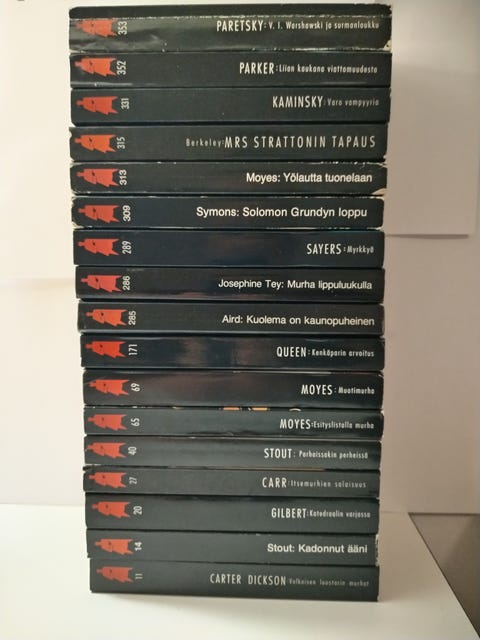 353 PARETSKY: V. I. Warshawski ja surmanloukku
352 PARKER: Liian kaukana viattomuudesta
331 KAMINSKY: Varo vampyyria
315 Berkeley: MRS STRATTONIN TAPAUS
313 Moyes: Yölautta tuonelaan
309 Symons: Solomon Grundyn loppu
289 SAYERS: Myrkkyä
286 Josephine Tey: Murha lippuluukulla
285 Aird: Kuolema on kaunopuheinen
171 QUEEN: Kenkäparin arvoitus
69 MOYES: Muotimurha
65 MOYES: Esityslistalla murha
40 STOUT: Parhaissakin perheissä
27 CARR: Itsemurhien salaisuus
20 GILBERT: Katedraalin varjossa
14 Stout: Kadonnut ääni
11 CARTER DICKSON: Valkoisen luostarin murhat